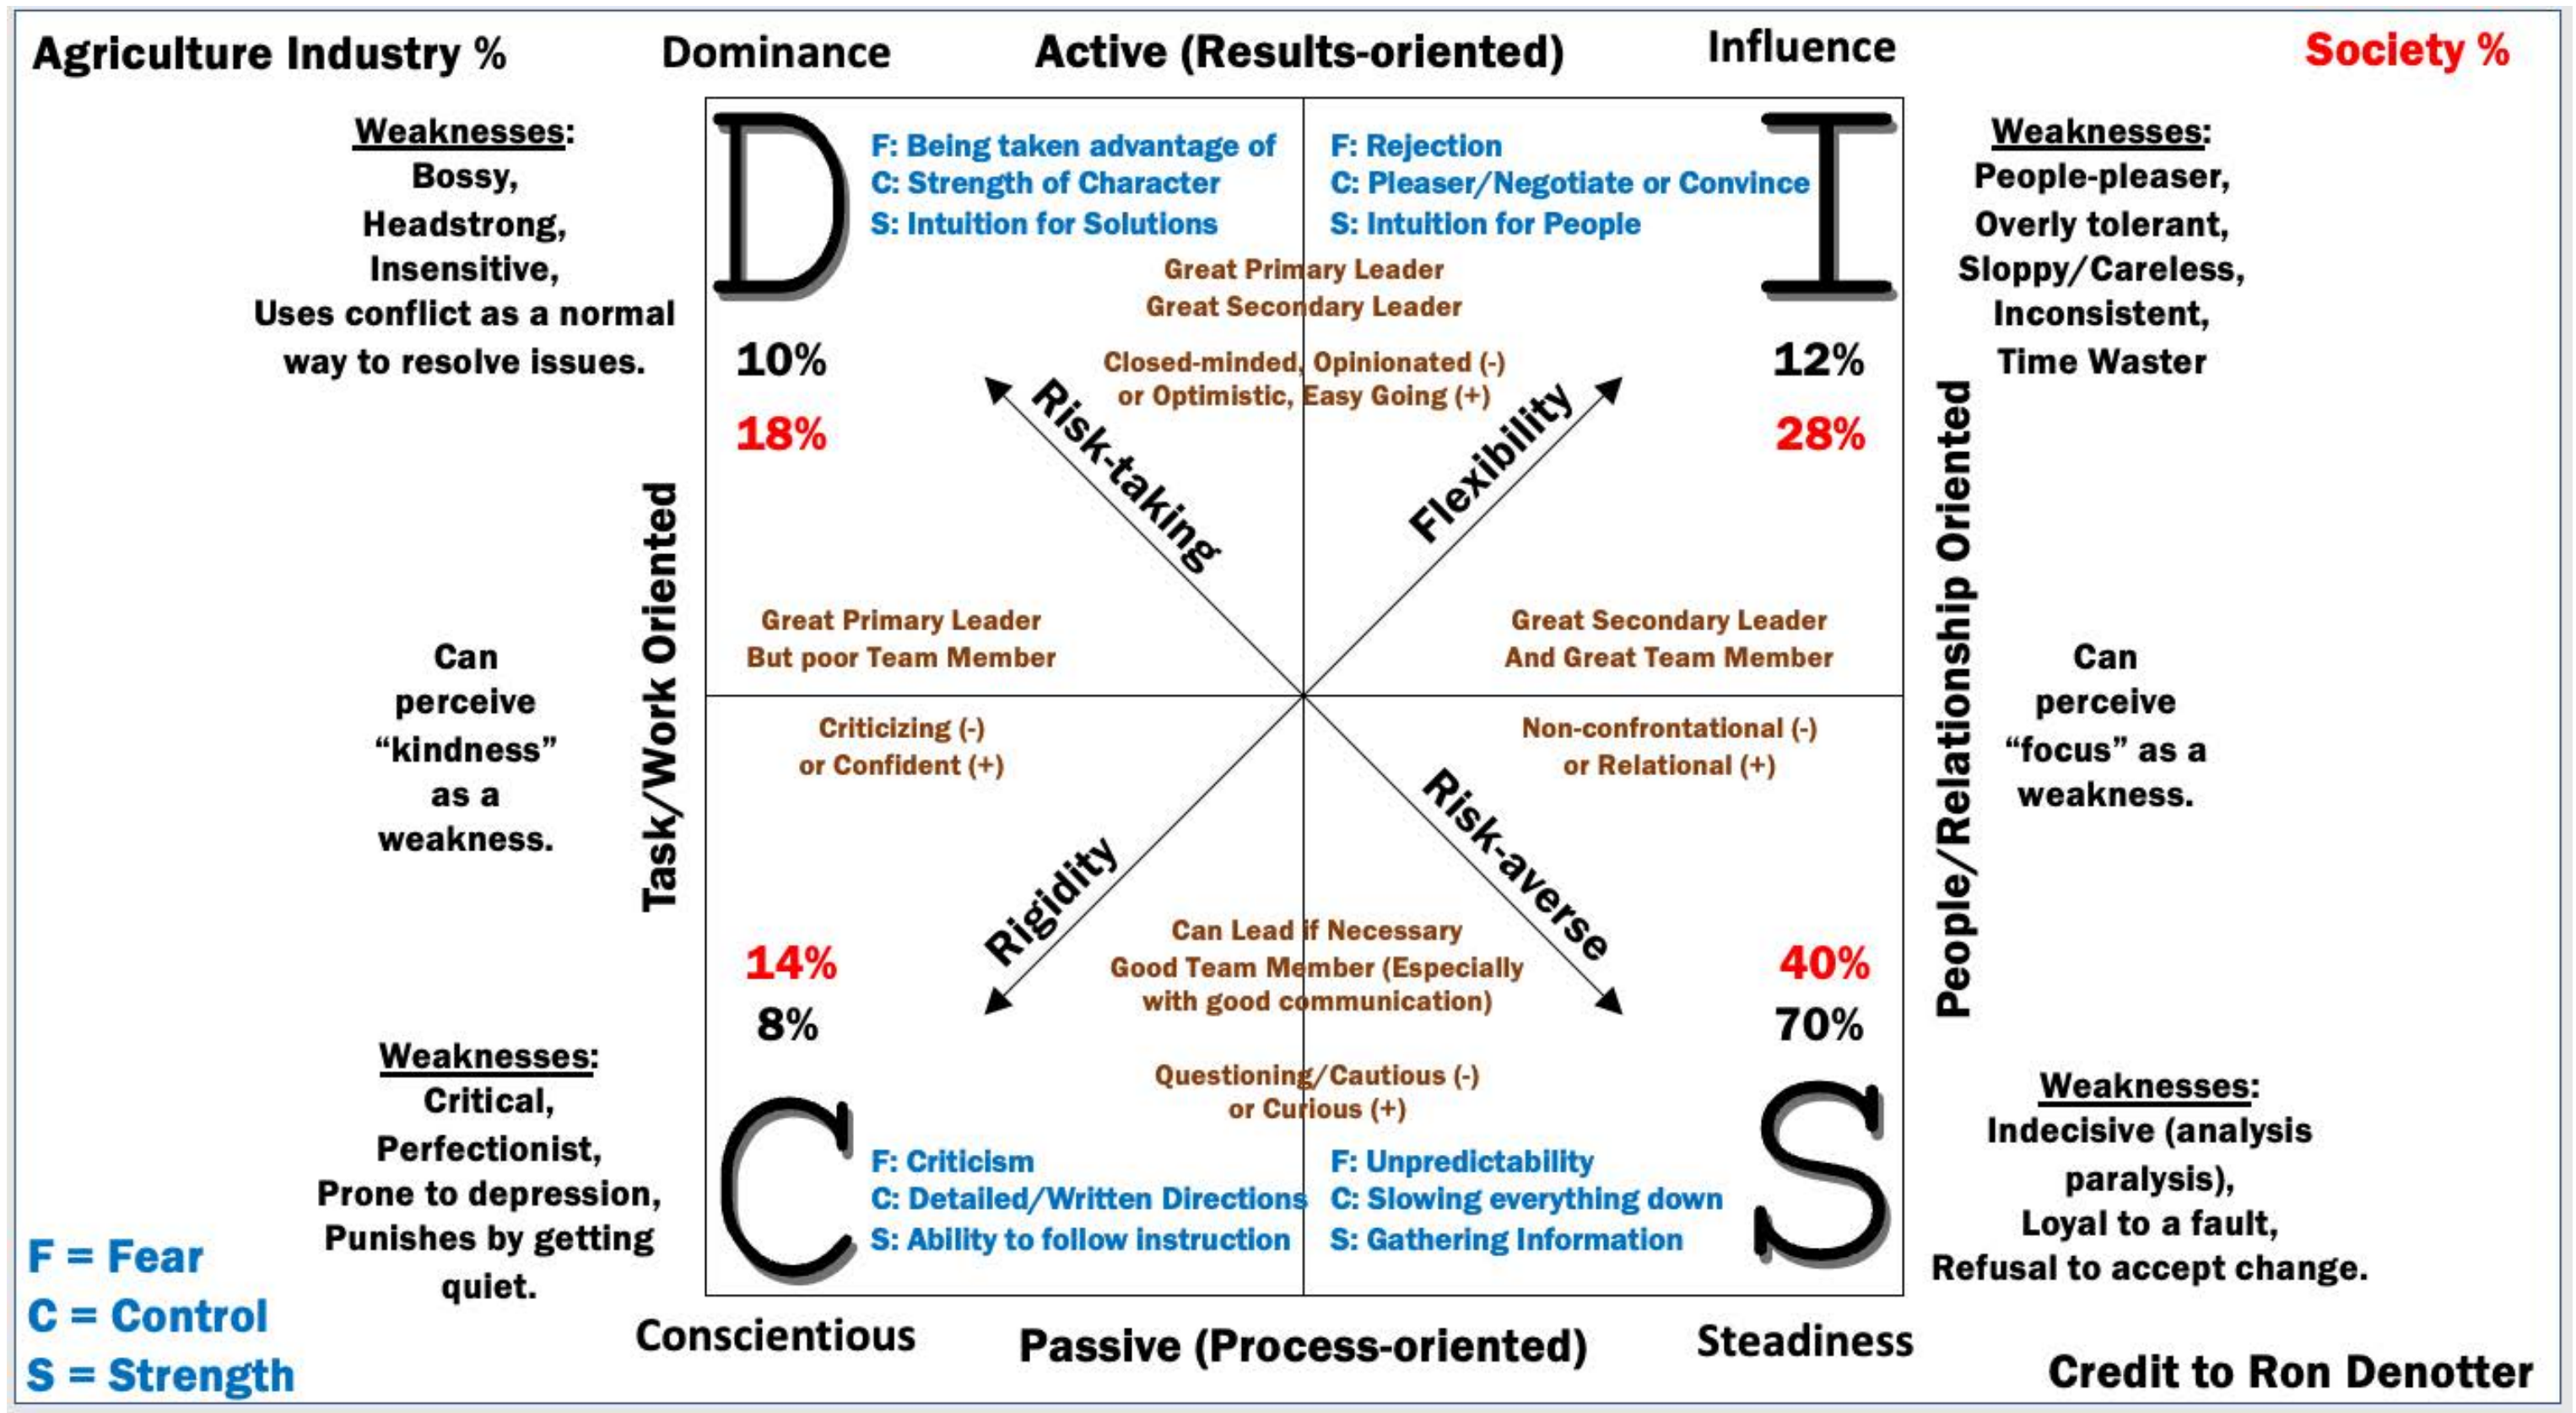 Agriculture Industry %
Dominance
Active (Results-oriented)
Influence
Society %
Weaknesses:
Bossy,
Headstrong,
Insensitive,
Uses conflict as a normal
way to resolve issues.
D
F: Being taken advantage of
C: Strength of Character
S: Intuition for Solutions
F: Rejection
C: Pleaser/Negotiate or Convince
S: Intuition for People
I
Weaknesses:
People-pleaser,
Overly tolerant,
Sloppy/Careless,
Inconsistent,
Time Waster
Great Primary Leader
Great Secondary Leader
Closed-minded, Opinionated (-)
or Optimistic, Easy Going (+)
10%
18%
12%
28%
Risk-taking
Flexibility
Task/Work Oriented
People/Relationship Oriented
Great Primary Leader
But poor Team Member
Great Secondary Leader
And Great Team Member
Can
perceive
“kindness”
as a
weakness.
Criticizing (-)
or Confident (+)
Non-confrontational (-)
or Relational (+)
Can
perceive
“focus” as a
weakness.
Rigidity
Risk-averse
14%
8%
Can Lead if Necessary
Good Team Member (Especially
with good communication)
40%
70%
Questioning/Cautious (-)
or Curious (+)
Weaknesses:
Critical,
Perfectionist,
Prone to depression,
Punishes by getting
quiet.
C
F: Criticism
C: Detailed/Written Directions
S: Ability to follow instruction
F: Unpredictability
C: Slowing everything down
S: Gathering Information
S
Weaknesses:
Indecisive (analysis
paralysis),
Loyal to a fault,
Refusal to accept change.
F = Fear
C = Control
S = Strength
Conscientious
Passive (Process-oriented)
Steadiness
Credit to Ron Denotter